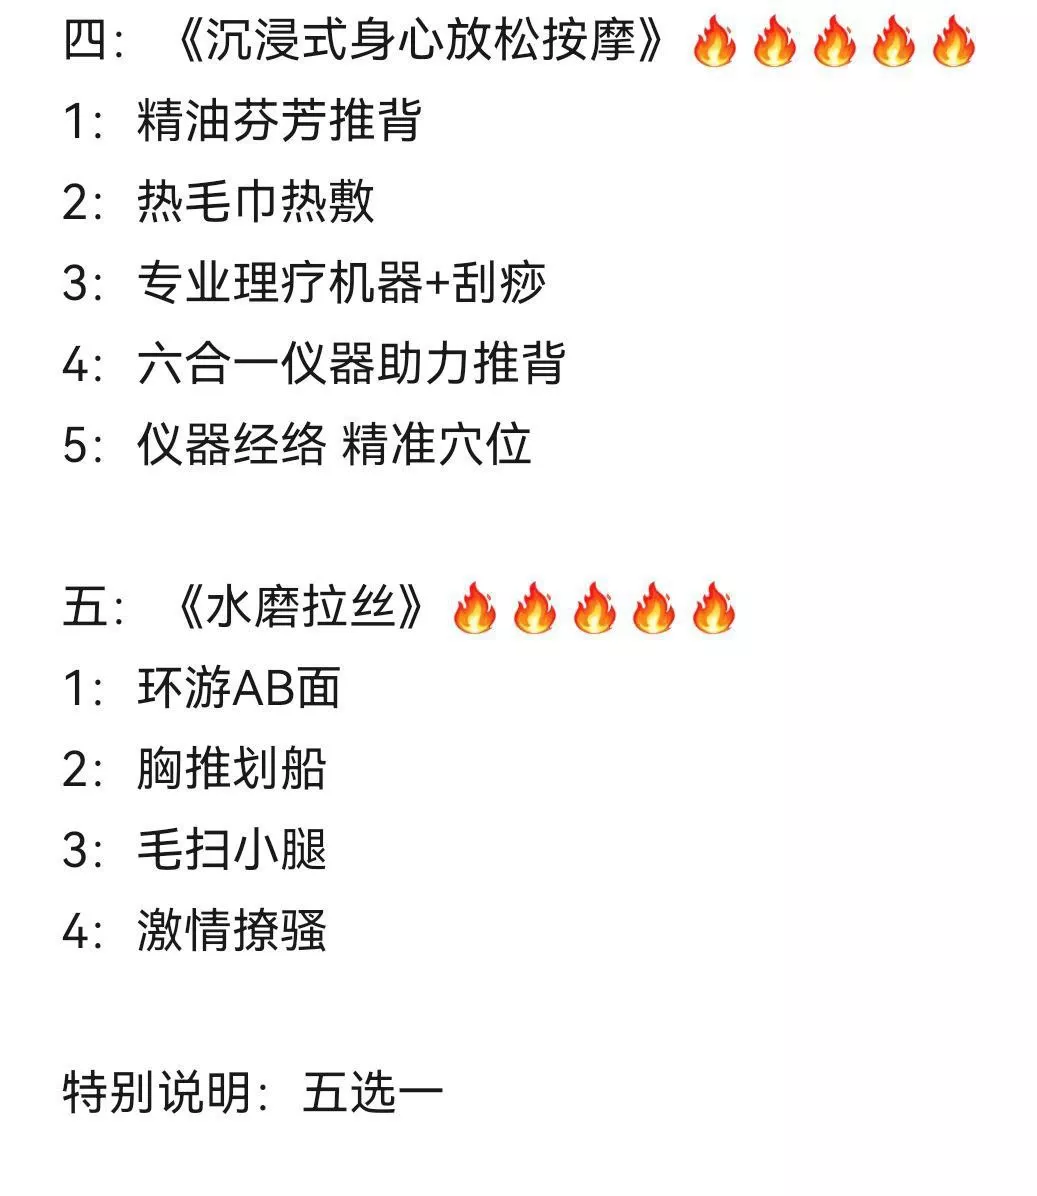 四：《沉浸式身心放松按摩》🔥🔥🔥🔥🔥
1：精油芬芳推背
2：热毛巾热敷
3：专业理疗机器+刮痧
4：六合一仪器助力推背
5：仪器经络 精准穴位
五：《水磨拉丝》🔥🔥🔥🔥🔥
1：环游AB面
2：胸推划船
3：毛扫小腿
4：激情撩骚
特别说明：五选一